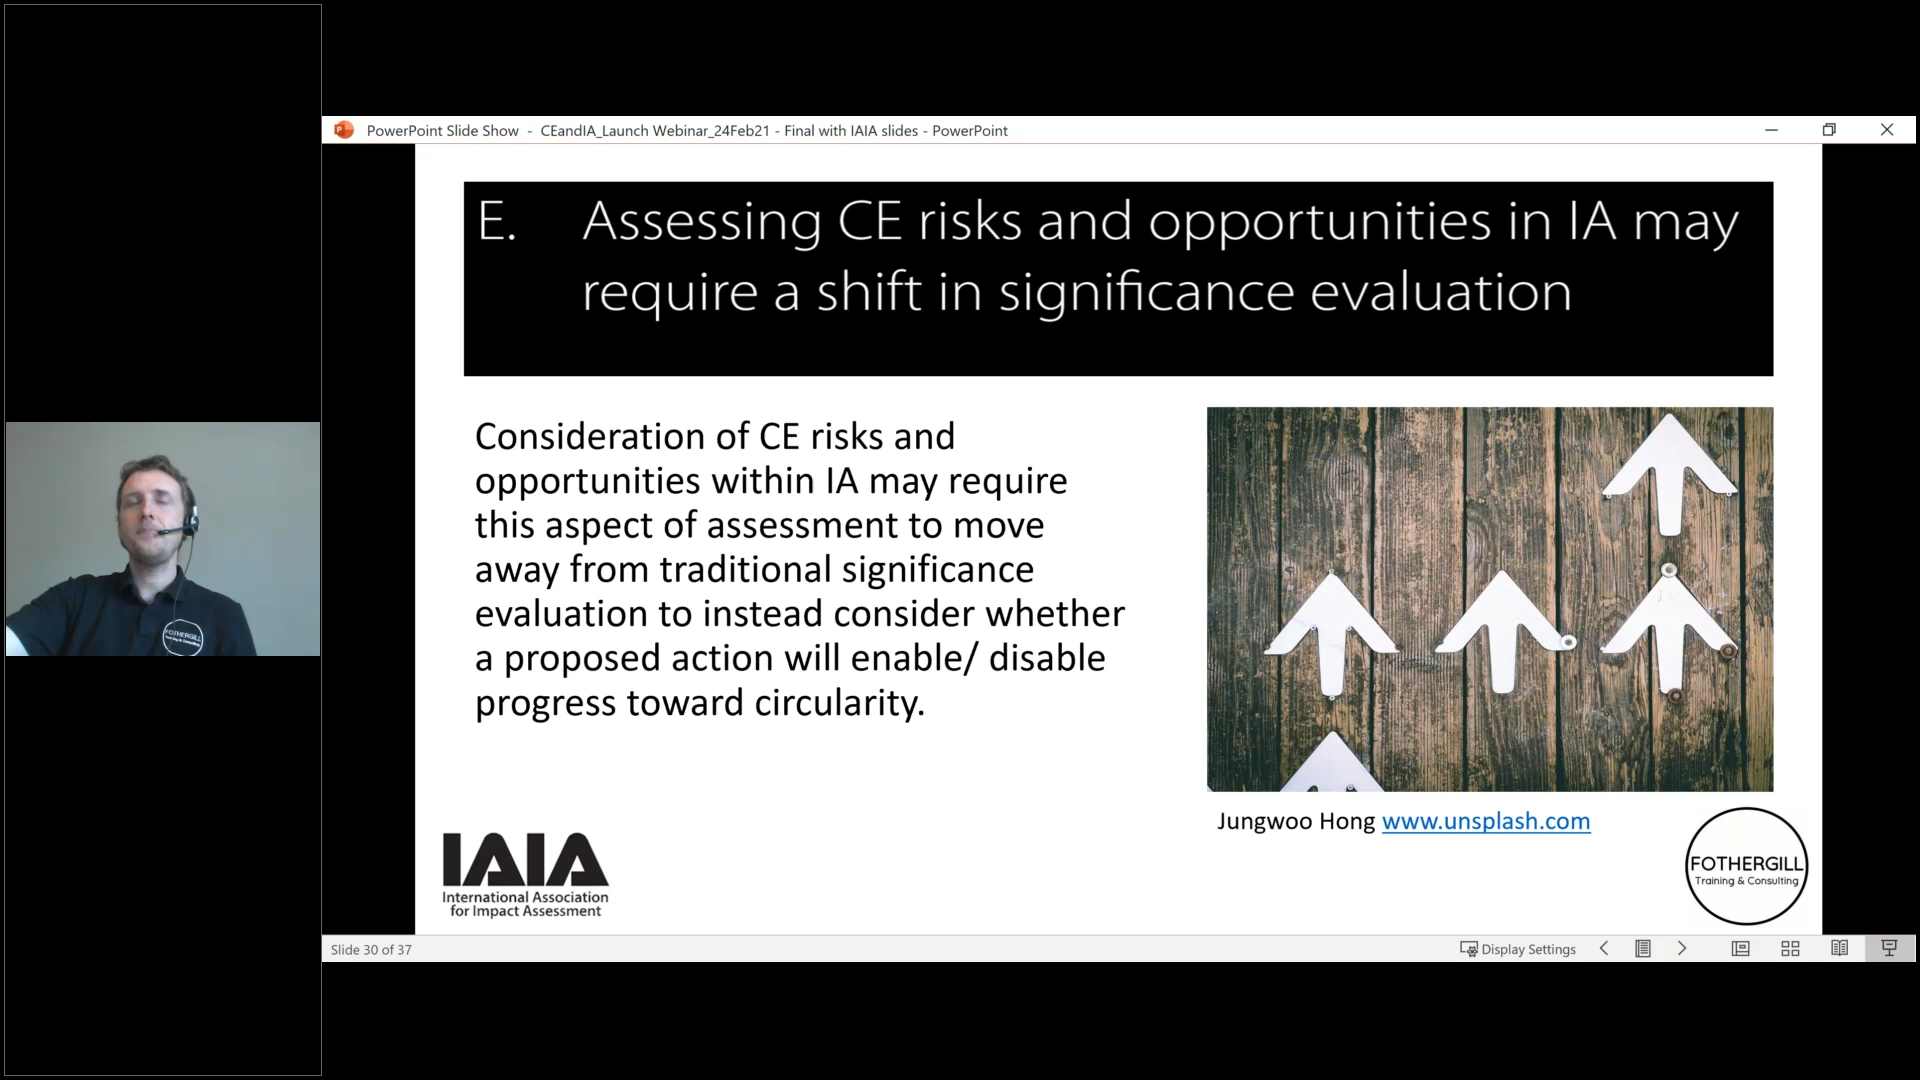 PowerPoint Slide Show - CEandIA_Launch Webinar_24Feb21 - Final with IAIA slides - PowerPoint
E. Assessing CE risks and opportunities in IA may
require a shift in significance evaluation
Consideration of CE risks and
opportunities within IA may require
this aspect of assessment to move
away from traditional significance
evaluation to instead consider whether
a proposed action will enable/ disable
progress toward circularity.
Jungwoo Hong www.unsplash.com
IAIA
International Association
for Impact Assessment
FOTHERGILL
Training & Consulting
FOTHERGILL
Slide 30 of 37
Display Settings